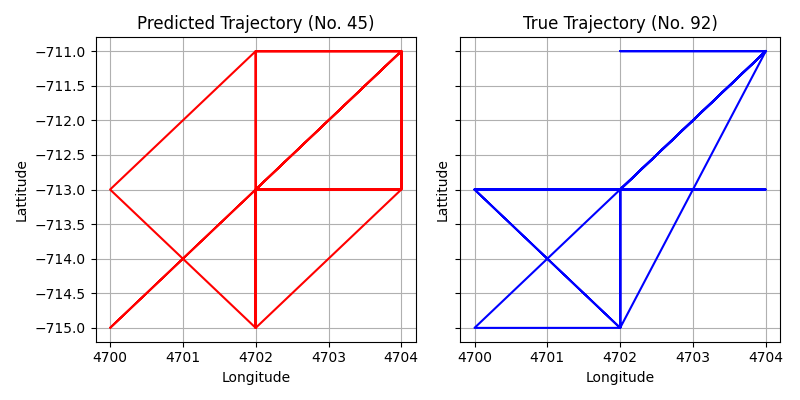 Predicted Trajectory (No. 45)
True Trajectory (No. 92)
−711.0
−711.5
−712.0
−712.5
−713.0
−713.5
−714.0
−714.5
−715.0
Lattitude
Lattitude
4700 4701 4702 4703 4704
4700 4701 4702 4703 4704
Longitude
Longitude